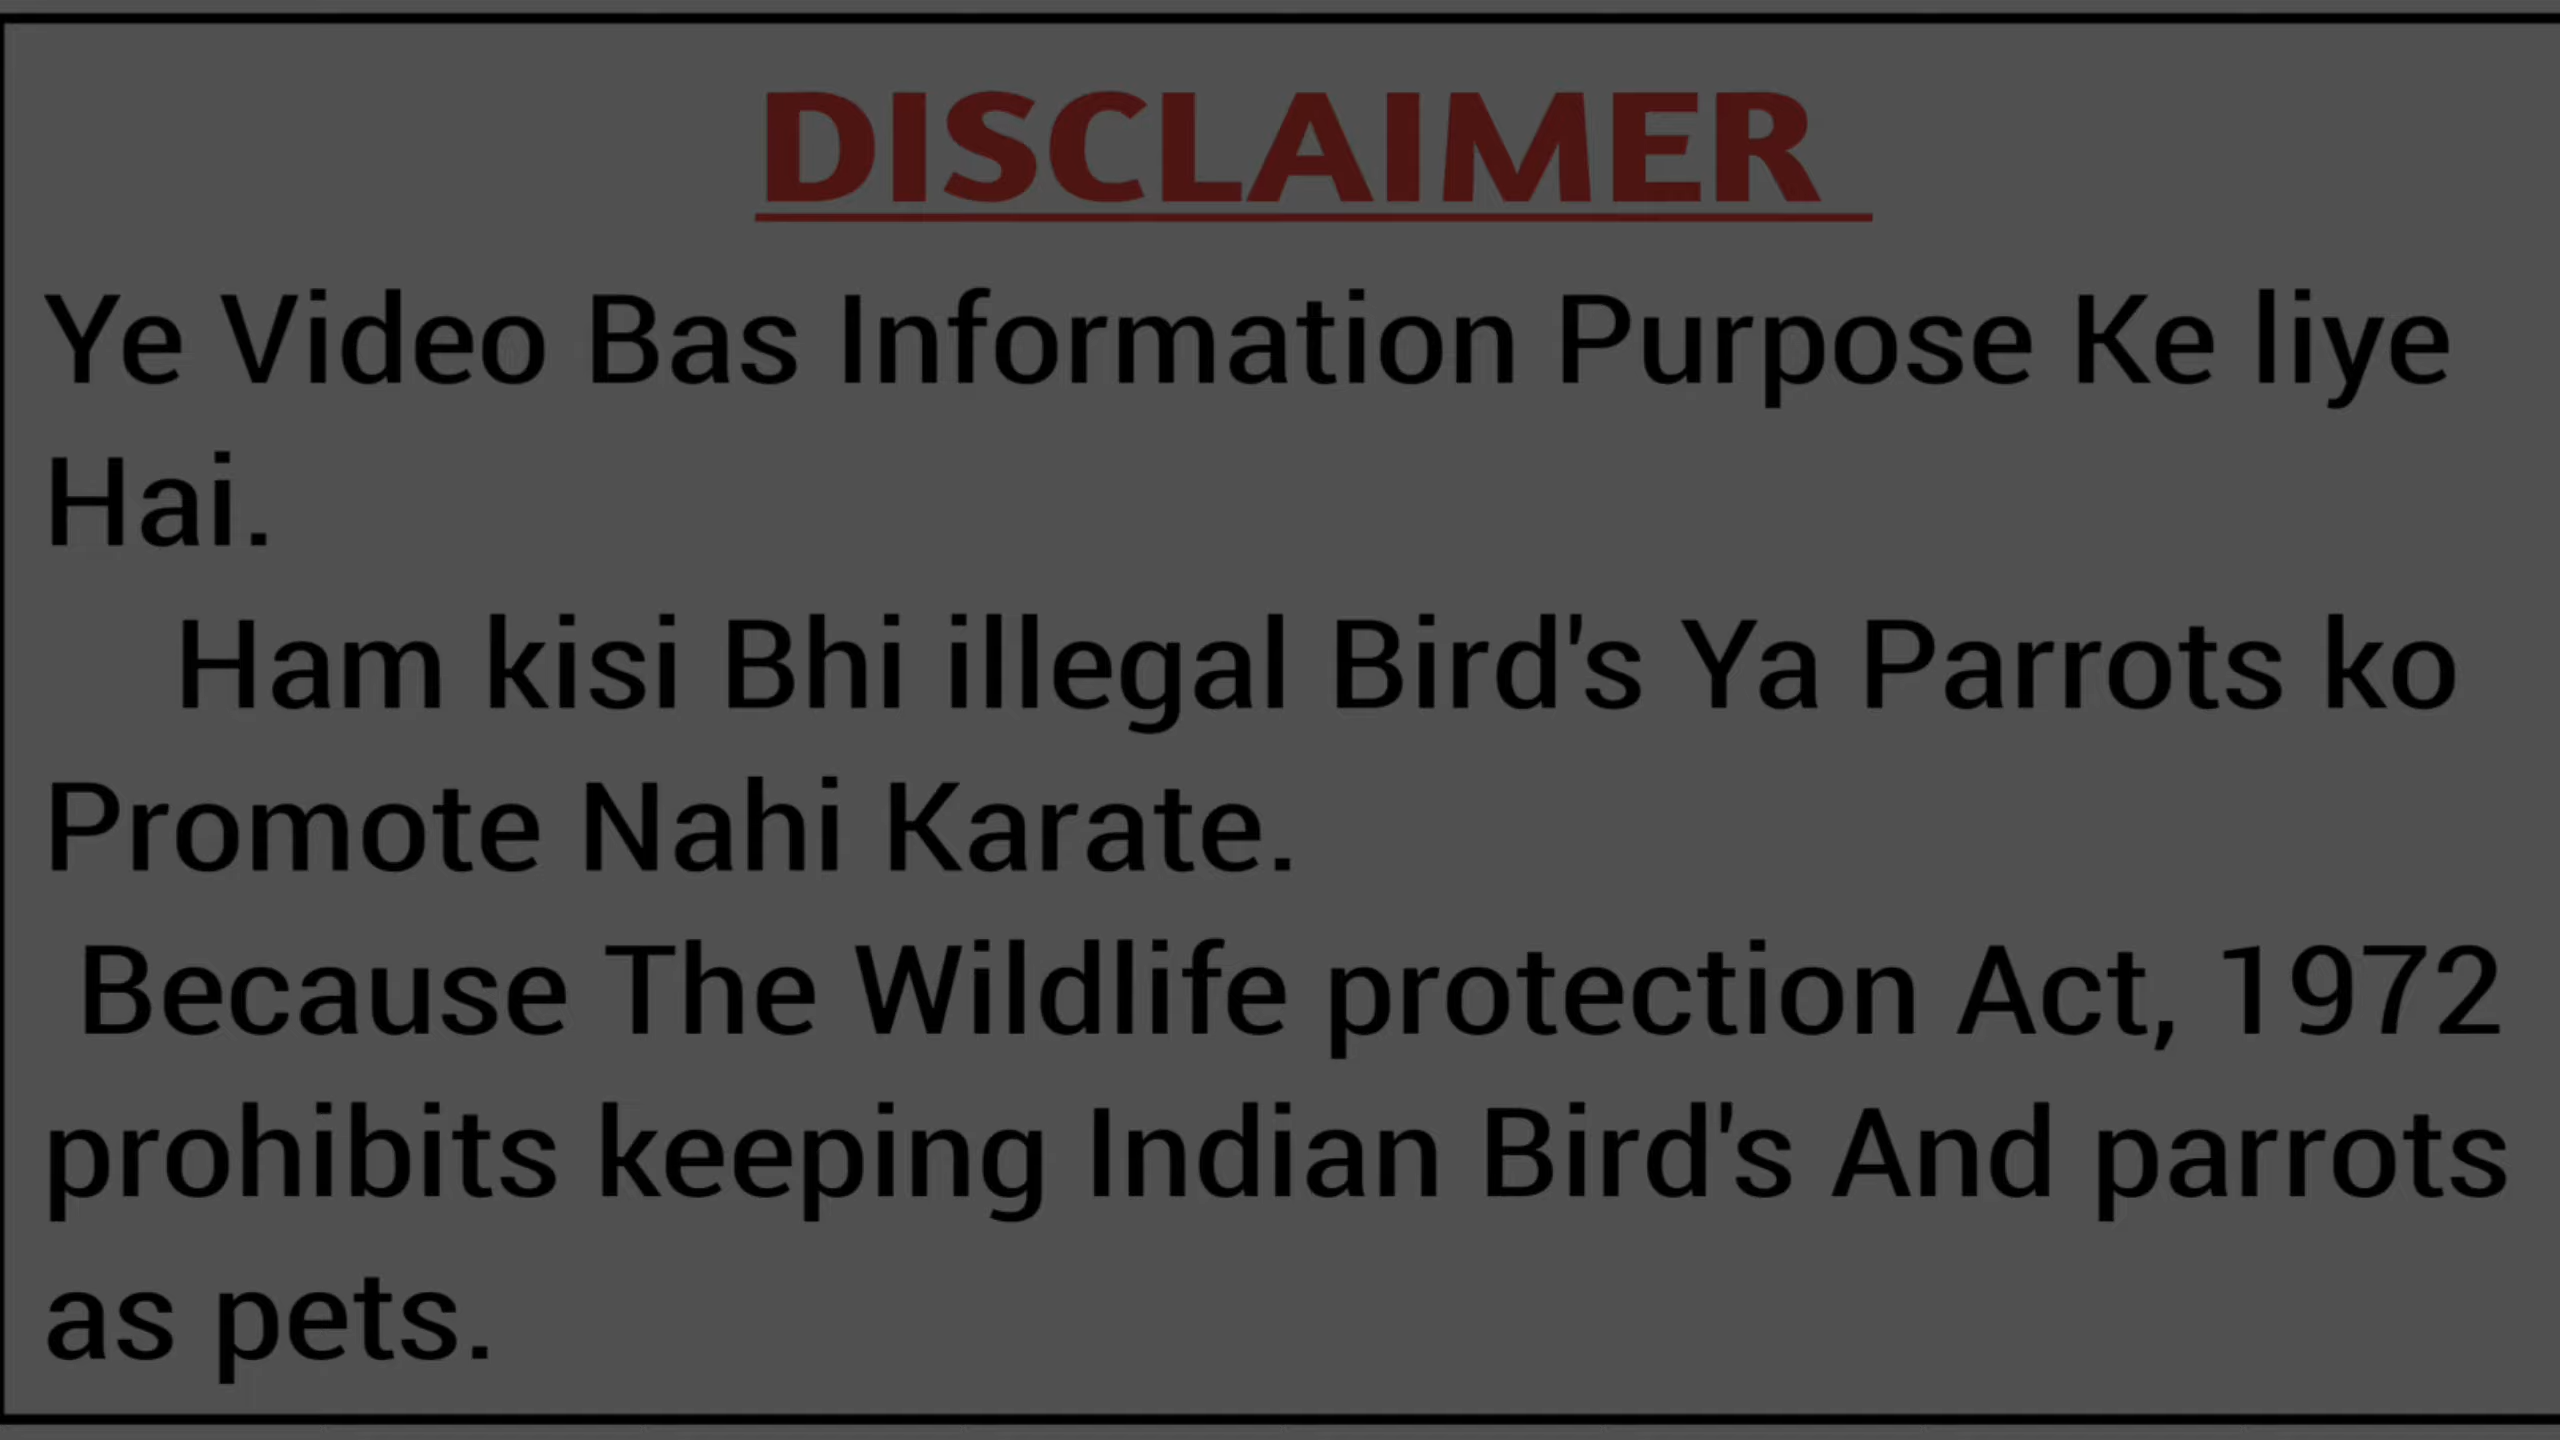 DISCLAIMER
Ye Video Bas Information Purpose Ke liye
Hai.
Ham kisi Bhi illegal Bird's Ya Parrots ko
Promote Nahi Karate.
Because The Wildlife protection Act, 1972
prohibits keeping Indian Bird's And parrots
as pets.